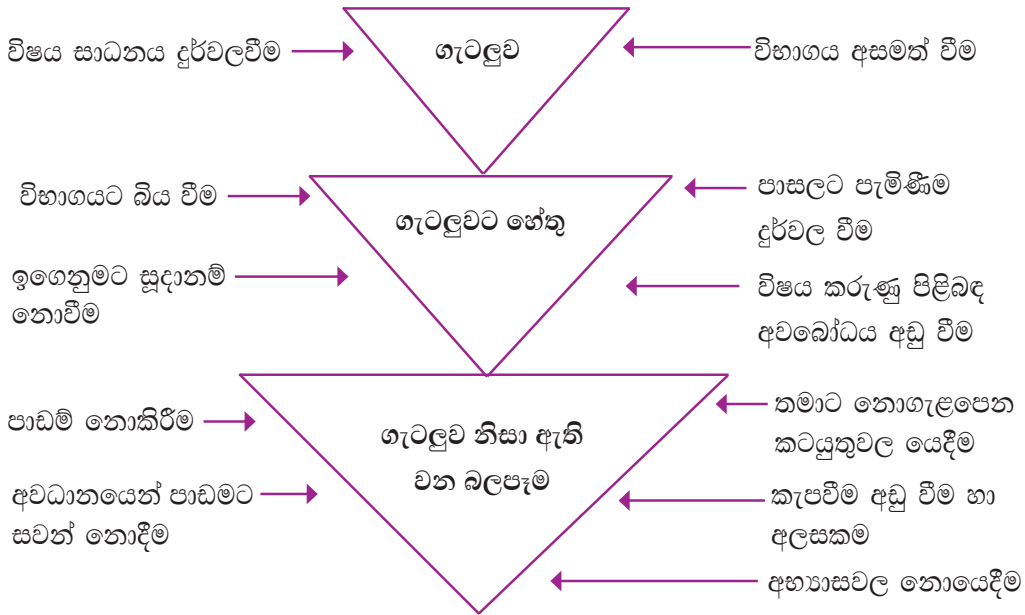 විෂය සාධනය දුර්වලවීම
ගැටලුව
විභාගය අසමත් වීම
විභාගයට බිය වීම
ගැටලුවට හේතු
පාසලට පැමිණීම
දුර්වල වීම
ඉගෙනුමට සූදානම්
නොවීම
විෂය කරුණු පිළිබඳ
අවබෝධය අඩු වීම
පාඩම් නොකිරීම
ගැටලුව නිසා ඇති
වන බලපෑම
තමාට නොගැළපෙන
කටයුතුවල යෙදීම
අවධානයෙන් පාඩමට
සවන් නොදීම
කැපවීම අඩු වීම හා
අලසකම
අභ්‍යාසවල නොයෙදීම